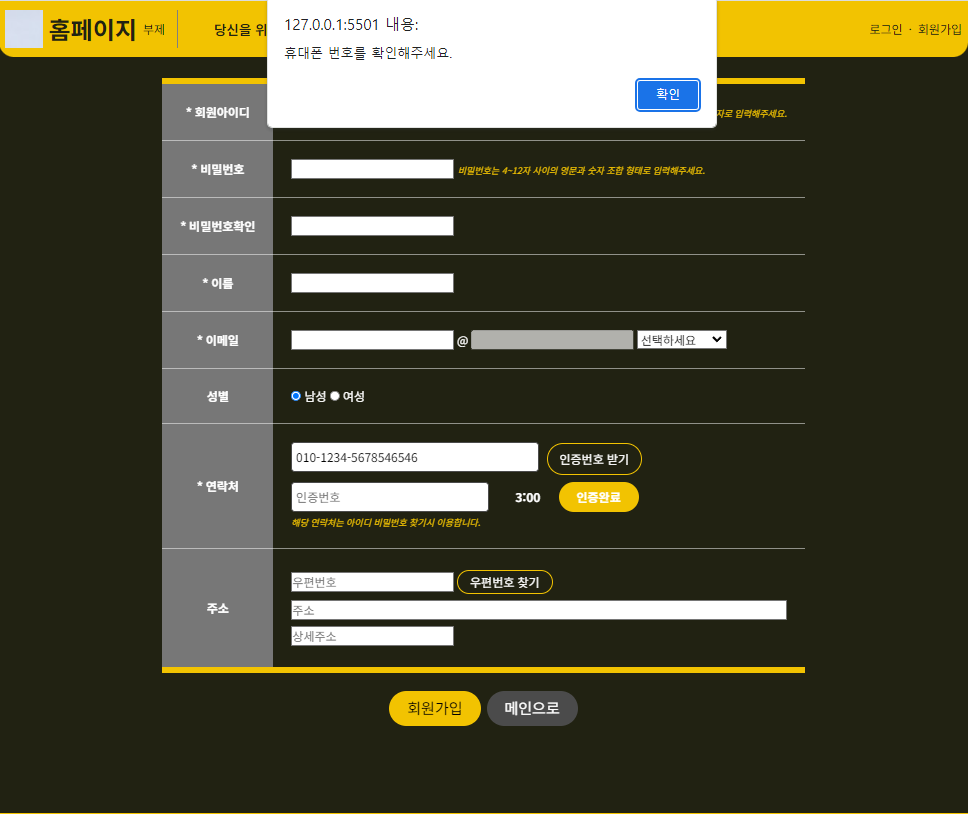 127.0.0.1:5501 내용:
휴대폰 번호를 확인해주세요.
확인
홈페이지 부제 당신을 위
로그인 · 회원가입
* 회원아이디 자로 입력해주세요.
* 비밀번호 비밀번호는 4~12자 사이의 영문과 숫자 조합 형태로 입력해주세요.
* 비밀번호확인
* 이름
* 이메일 @ 선택하세요
성별 남성 여성
* 연락처
010-1234-5678546546 인증번호 받기
인증번호 3:00 인증완료
해당 연락처는 아이디 비밀번호 찾기시 이용합니다.
주소
우편번호 우편번호 찾기
주소
상세주소
회원가입 메인으로